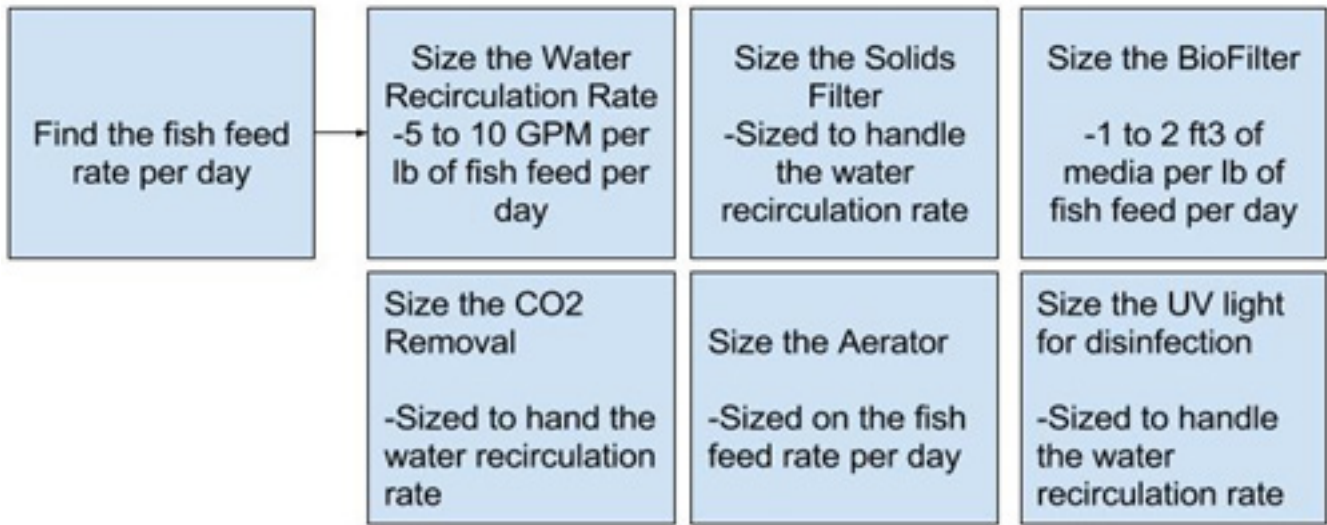 Find the fish feed
rate per day
Size the Water
Recirculation Rate
-5 to 10 GPM per
lb of fish feed per
day
Size the Solids
Filter
-Sized to handle
the water
recirculation rate
Size the BioFilter
-1 to 2 ft3 of
media per lb of
fish feed per day
Size the CO2
Removal
-Sized to hand the
water recirculation
rate
Size the Aerator
-Sized on the fish
feed rate per day
Size the UV light
for disinfection
-Sized to handle
the water
recirculation rate